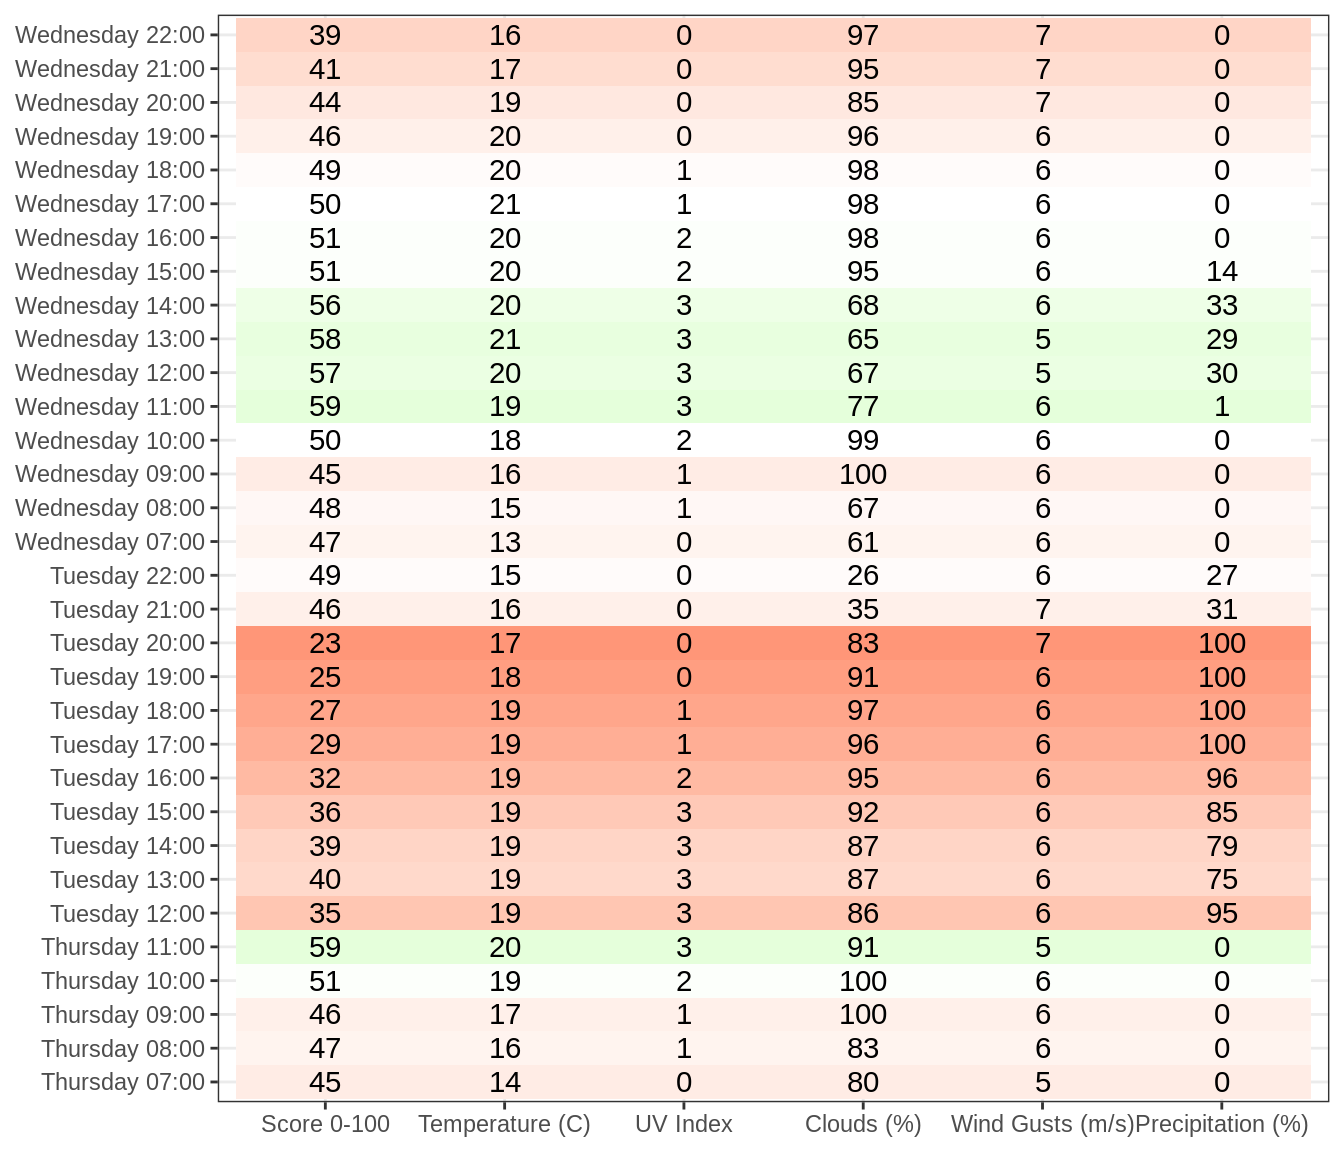 Wednesday 22:00 39 16 0 97 7 0
Wednesday 21:00 41 17 0 95 7 0
Wednesday 20:00 44 19 0 85 7 0
Wednesday 19:00 46 20 0 96 6 0
Wednesday 18:00 49 20 1 98 6 0
Wednesday 17:00 50 21 1 98 6 0
Wednesday 16:00 51 20 2 98 6 0
Wednesday 15:00 51 20 2 95 6 14
Wednesday 14:00 56 20 3 68 6 33
Wednesday 13:00 58 21 3 65 5 29
Wednesday 12:00 57 20 3 67 5 30
Wednesday 11:00 59 19 3 77 6 1
Wednesday 10:00 50 18 2 99 6 0
Wednesday 09:00 45 16 1 100 6 0
Wednesday 08:00 48 15 1 67 6 0
Wednesday 07:00 47 13 0 61 6 0
Tuesday 22:00 49 15 0 26 6 27
Tuesday 21:00 46 16 0 35 7 31
Tuesday 20:00 23 17 0 83 7 100
Tuesday 19:00 25 18 0 91 6 100
Tuesday 18:00 27 19 1 97 6 100
Tuesday 17:00 29 19 1 96 6 100
Tuesday 16:00 32 19 2 95 6 96
Tuesday 15:00 36 19 3 92 6 85
Tuesday 14:00 39 19 3 87 6 79
Tuesday 13:00 40 19 3 87 6 75
Tuesday 12:00 35 19 3 86 6 95
Thursday 11:00 59 20 3 91 5 0
Thursday 10:00 51 19 2 100 6 0
Thursday 09:00 46 17 1 100 6 0
Thursday 08:00 47 16 1 83 6 0
Thursday 07:00 45 14 0 80 5 0
Score 0-100 Temperature (C) UV Index Clouds (%) Wind Gusts (m/s) Precipitation (%)